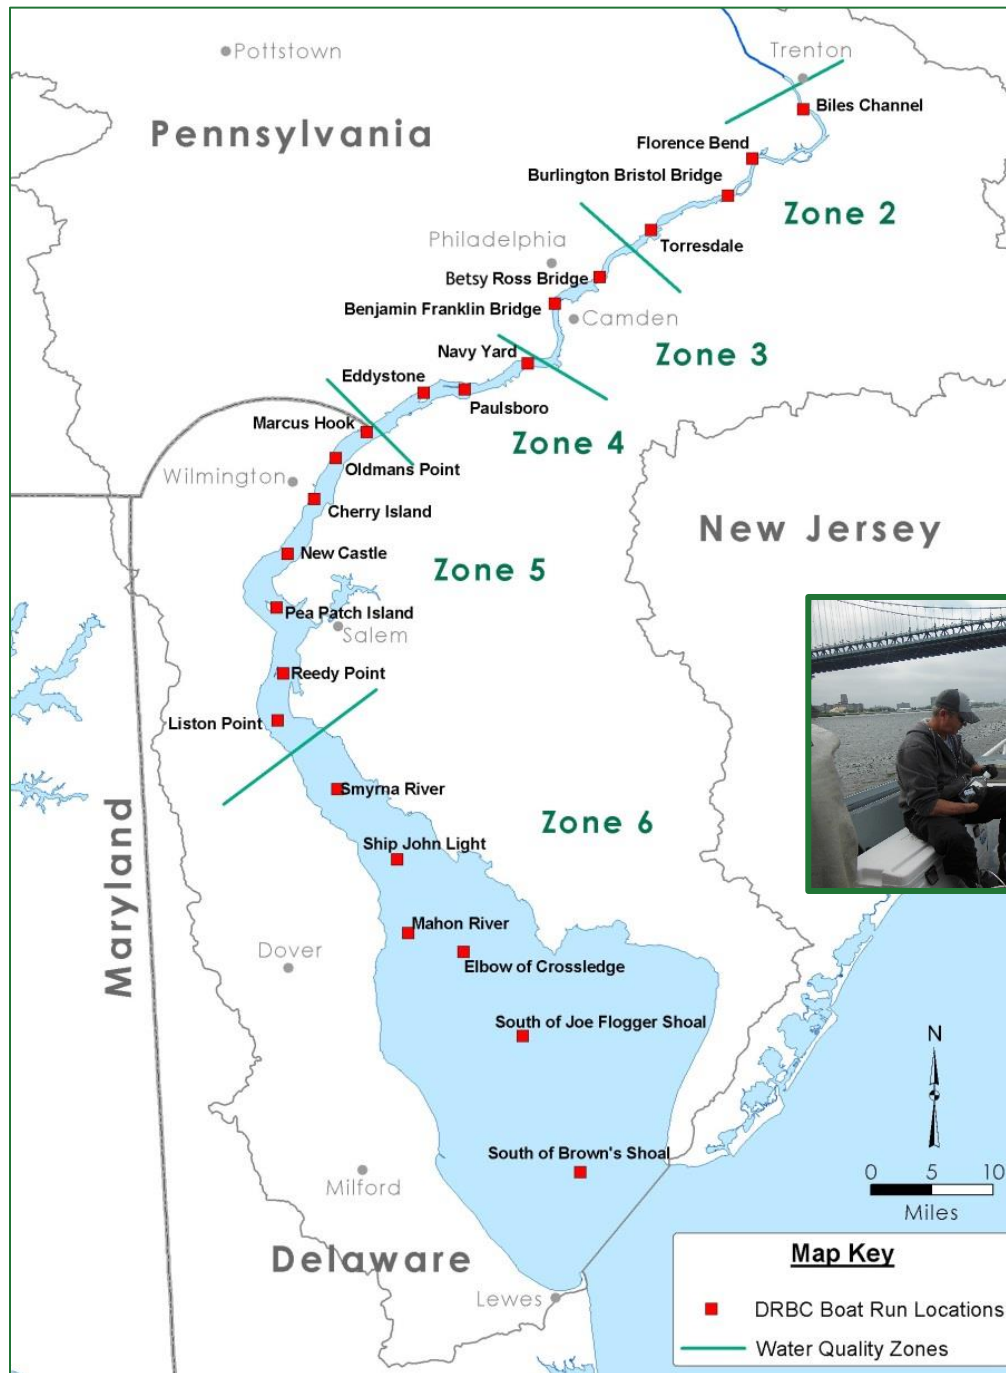 Pottstown
Trenton
Pennsylvania
Biles Channel
Florence Bend
Burlington Bristol Bridge
Zone 2
Philadelphia
Torresdale
Betsy Ross Bridge
Benjamin Franklin Bridge
Camden
Navy Yard
Zone 3
Eddystone
Paulsboro
Marcus Hook
Zone 4
Oldmans Point
Wilmington
Cherry Island
New Jersey
New Castle
Zone 5
Pea Patch Island
Salem
Reedy Point
Liston Point
Smyrna River
Maryland
Zone 6
Ship John Light
Mahon River
Dover
Elbow of Crossledge
South of Joe Flogger Shoal
N
South of Brown's Shoal
Milford
0 5 10
Miles
Delaware
Lewes
Map Key
DRBC Boat Run Locations
Water Quality Zones